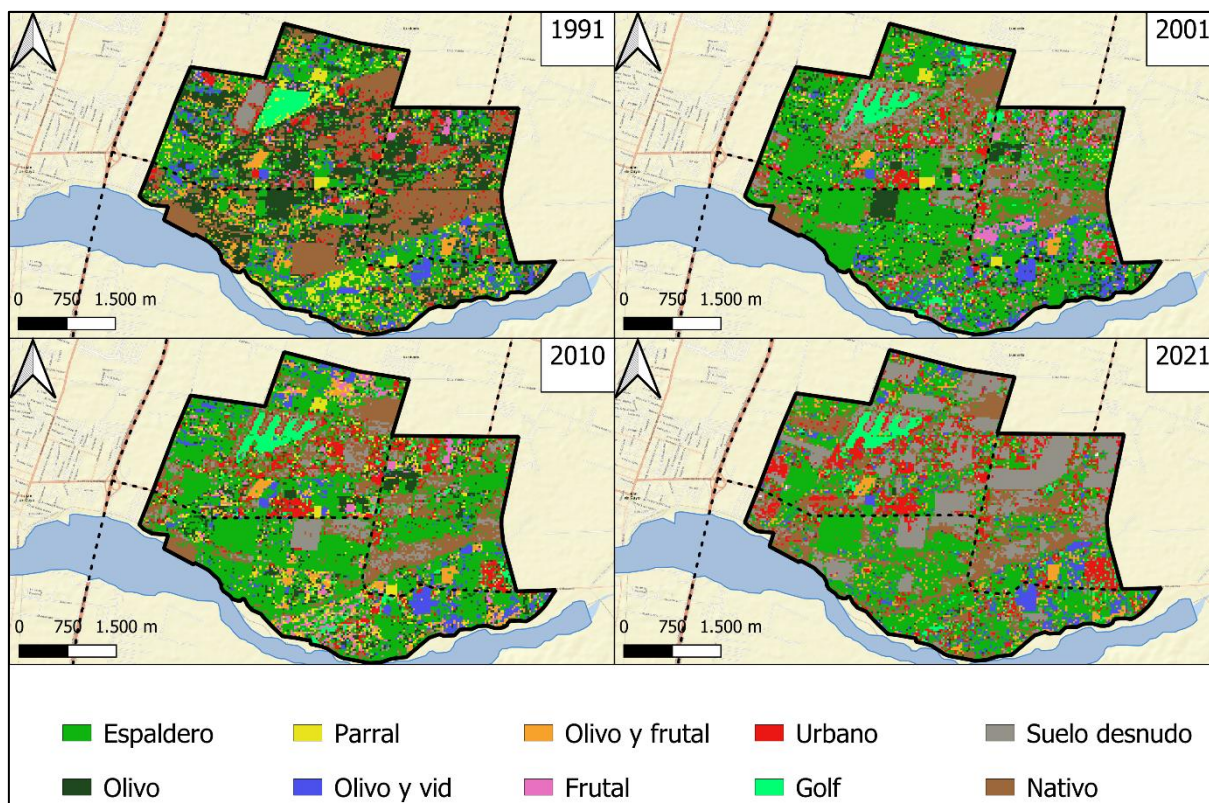 1991
2001
0 750 1.500 m
0 750 1.500 m
2010
2021
0 750 1.500 m
0 750 1.500 m
Espaldero Parral Olivo y frutal Urbano Suelo desnudo
Olivo Olivo y vid Frutal Golf Nativo